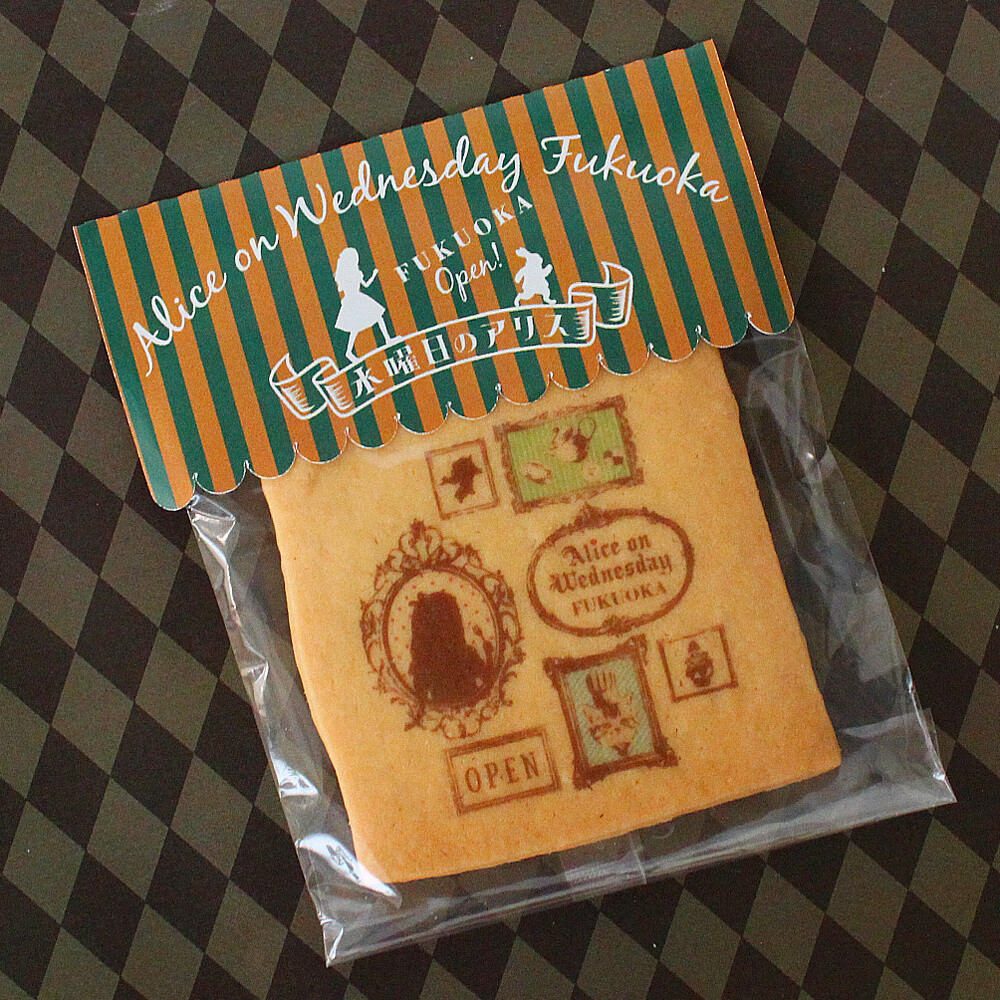 Alice on Wednesday Fukuoka
FUKUOKA
Open!
水曜日のアリス
Alice on
Wednesday
FUKUOKA
OPEN